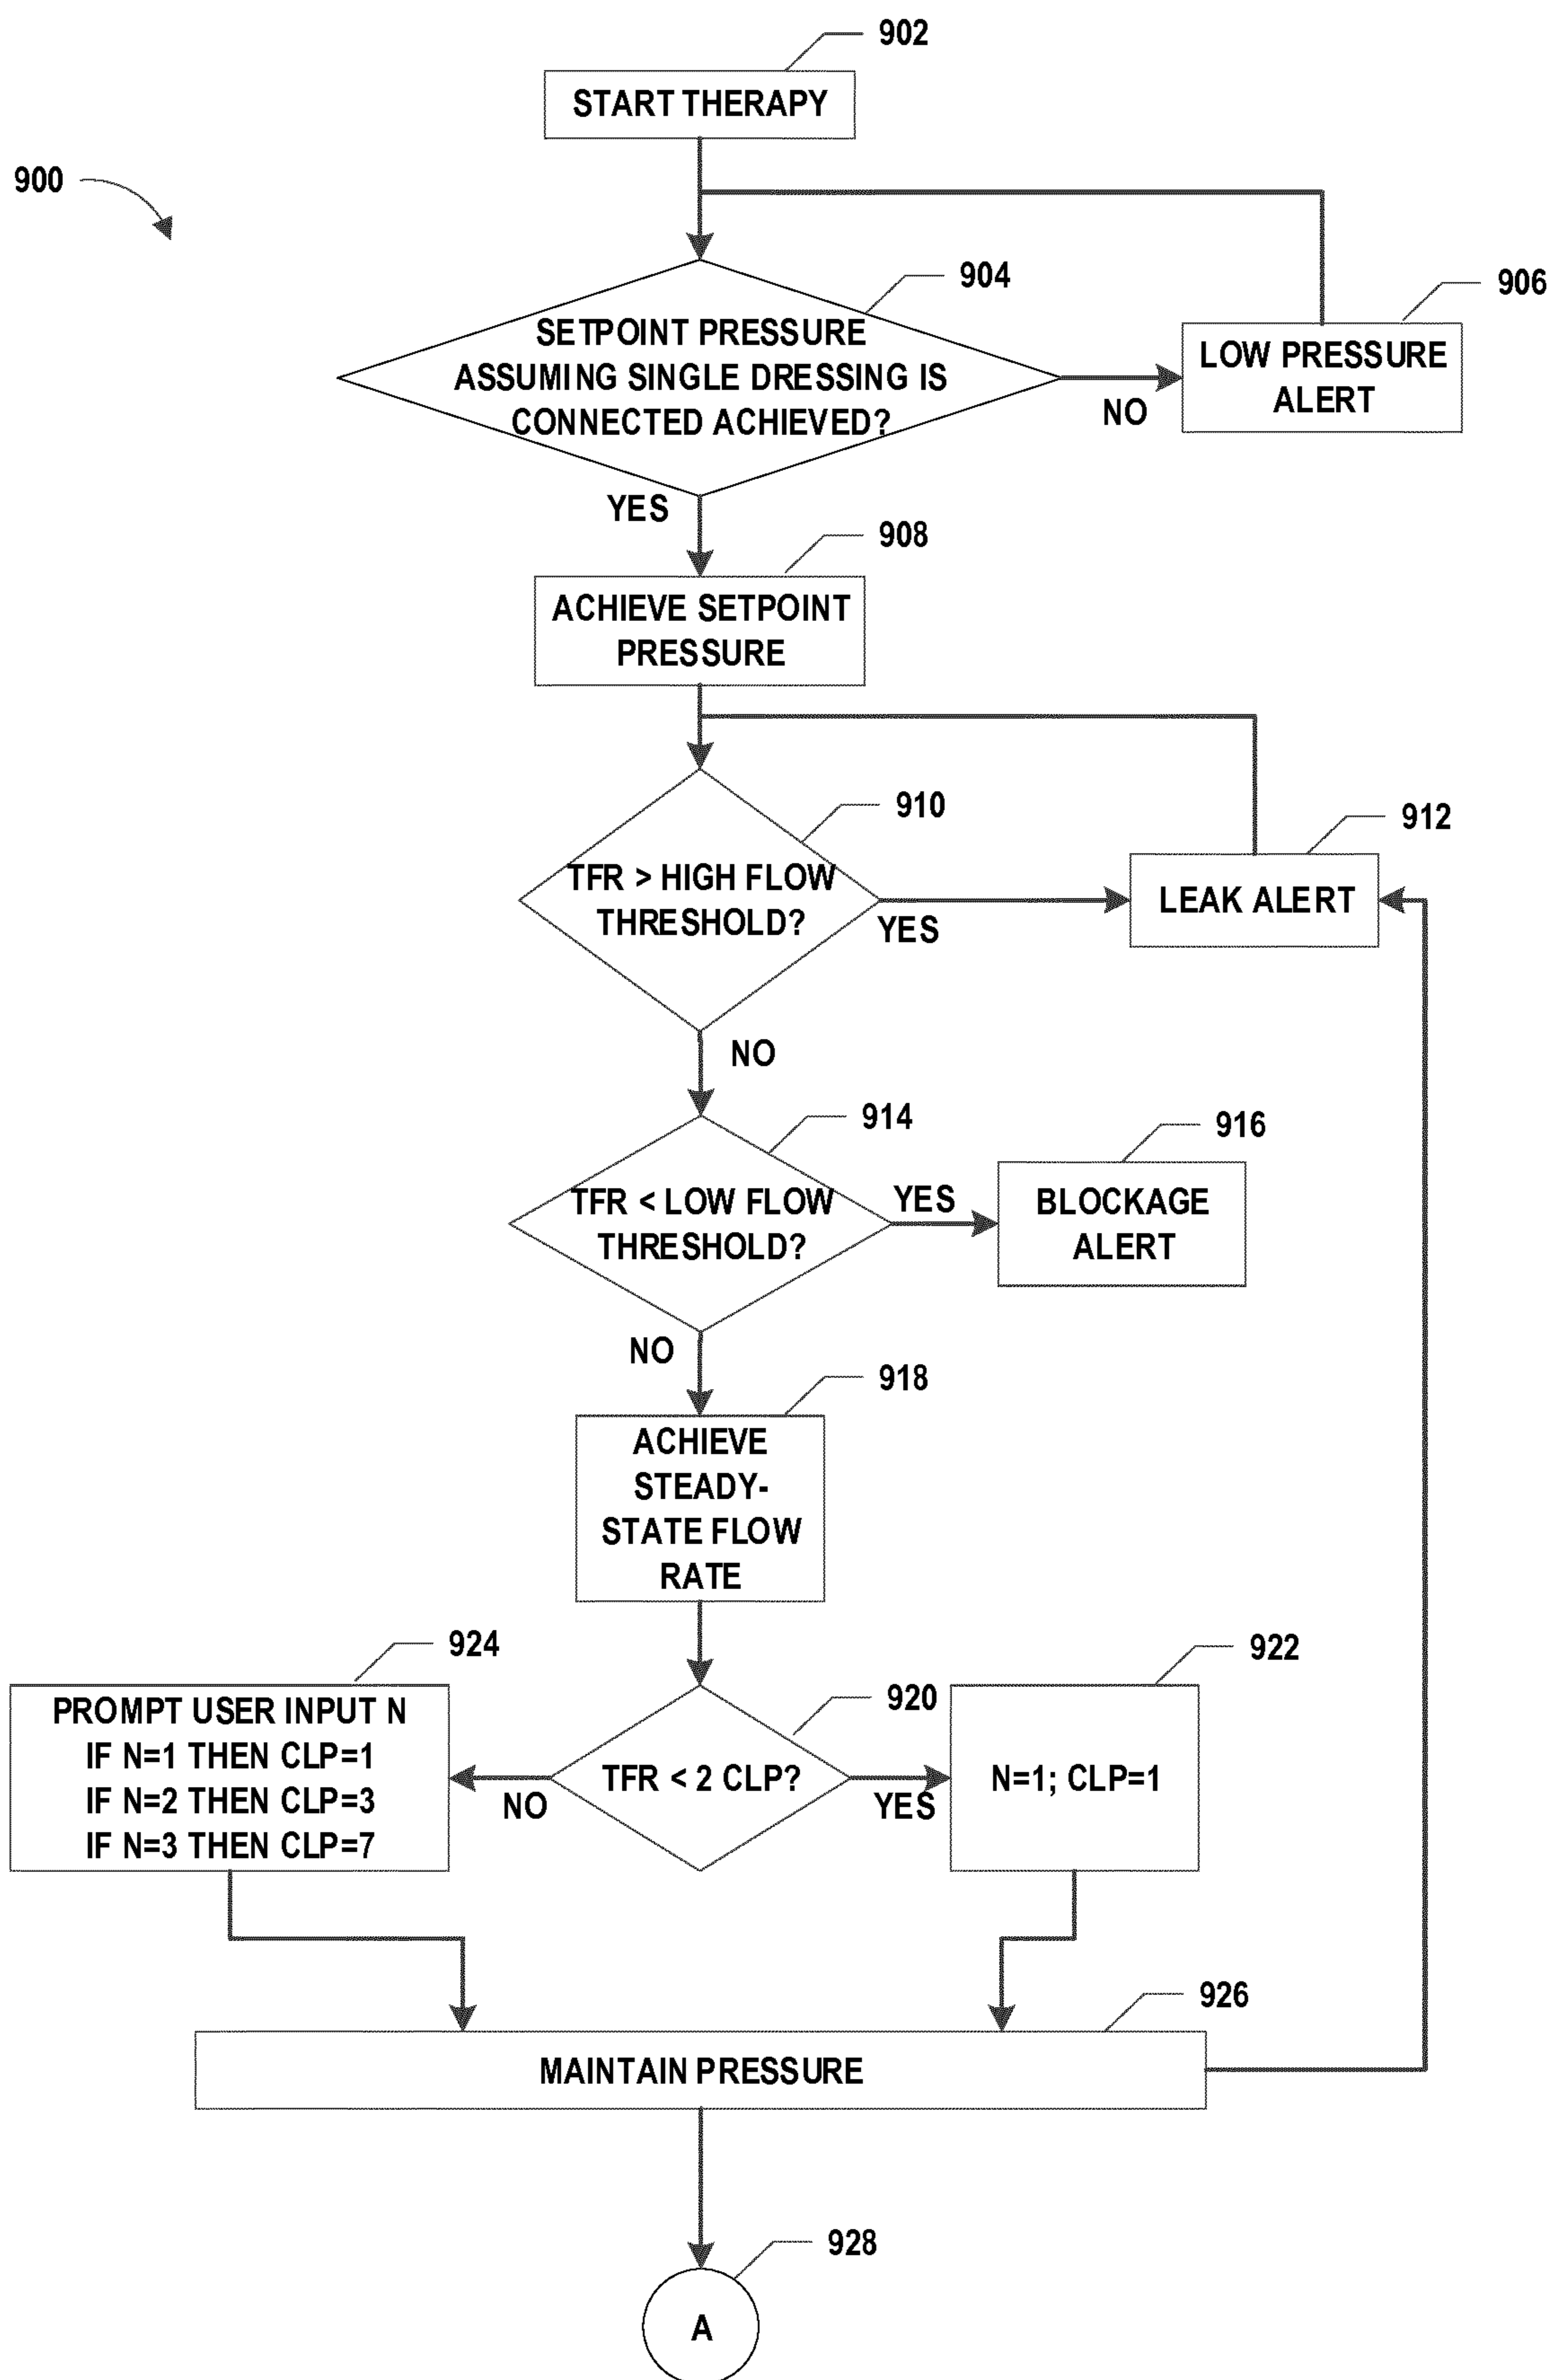 902
START THERAPY
900
904
SETPOINT PRESSURE
ASSUMING SINGLE DRESSING IS
CONNECTED ACHIEVED?
906
LOW PRESSURE
ALERT
NO
YES
908
ACHIEVE SETPOINT
PRESSURE
910
TFR > HIGH FLOW
THRESHOLD?
YES
912
LEAK ALERT
NO
914
TFR < LOW FLOW
THRESHOLD?
YES
916
BLOCKAGE
ALERT
NO
918
ACHIEVE
STEADY-
STATE FLOW
RATE
924
PROMPT USER INPUT N
IF N=1 THEN CLP=1
IF N=2 THEN CLP=3
IF N=3 THEN CLP=7
NO
920
TFR < 2 CLP?
YES
922
N=1; CLP=1
926
MAINTAIN PRESSURE
928
A